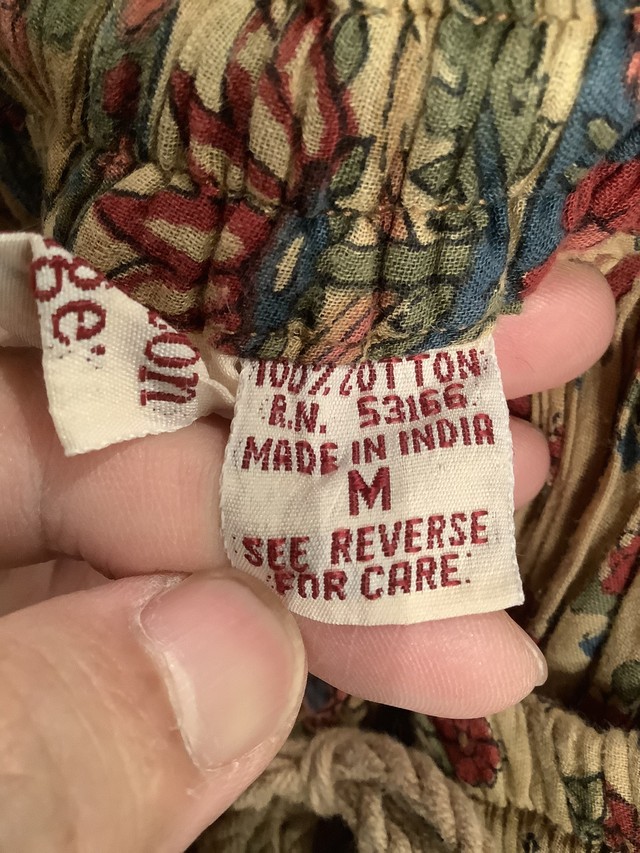 100% COTTON
R.N. 53166
MADE IN INDIA
M
SEE REVERSE
FOR CARE.